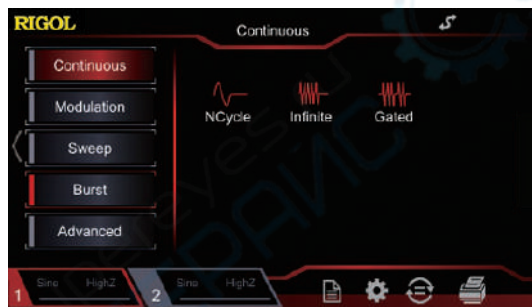 RIGOL
Continuous
Continuous
Modulation
Sweep
Burst
Advanced
NCycle
Infinite
Gated
1 Sine HighZ
2 Sine HighZ